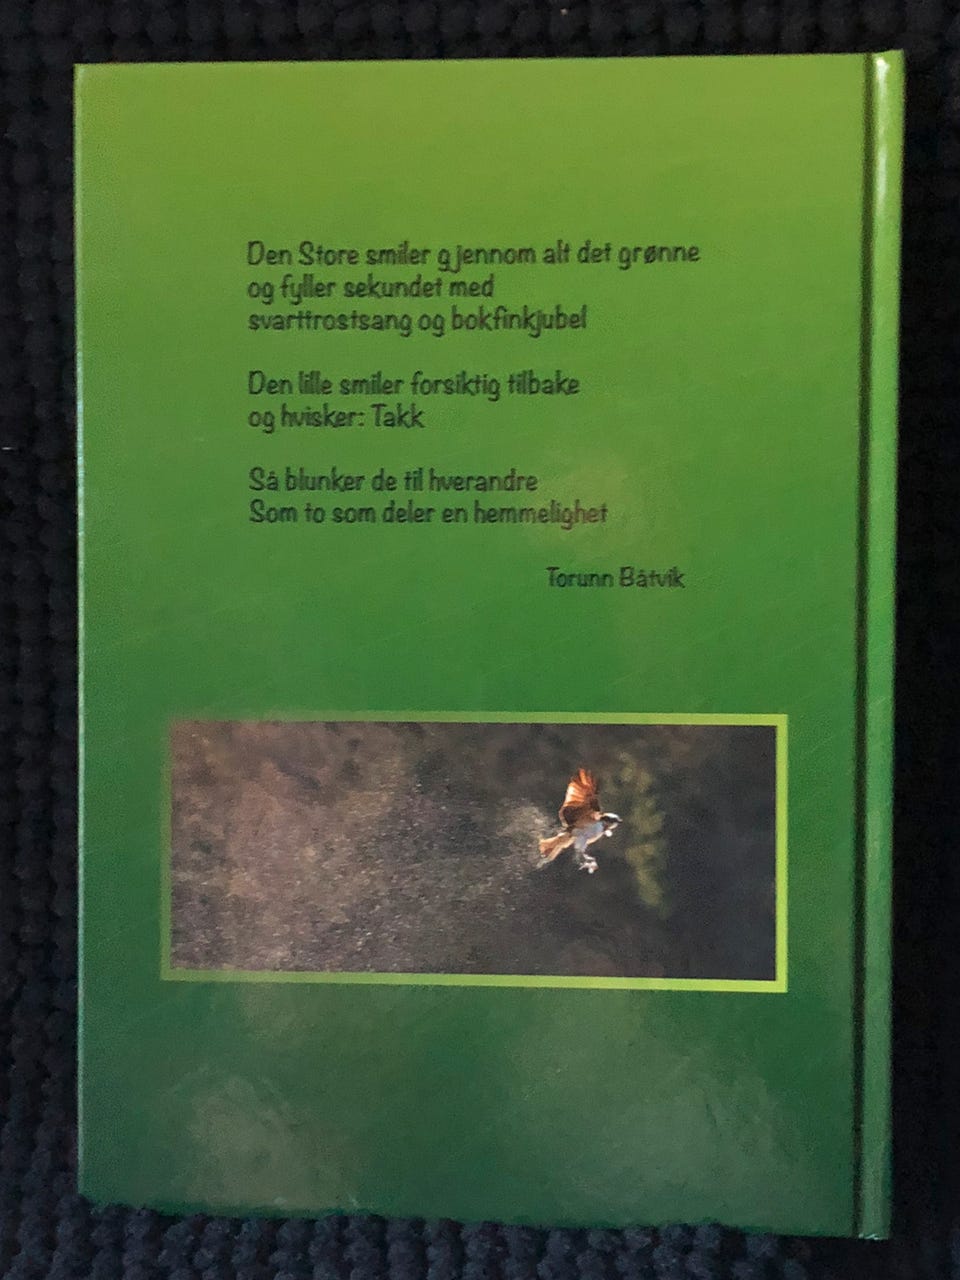 Den Store smiler gjennom alt det grønne
og fyller sekundet med
svarttrostsang og bokfinkjubel
Den lille smiler forsiktig tilbake
og hvisker: Takk
Så blunker de til hverandre
Som to som deler en hemmelighet
Torunn Båtvik